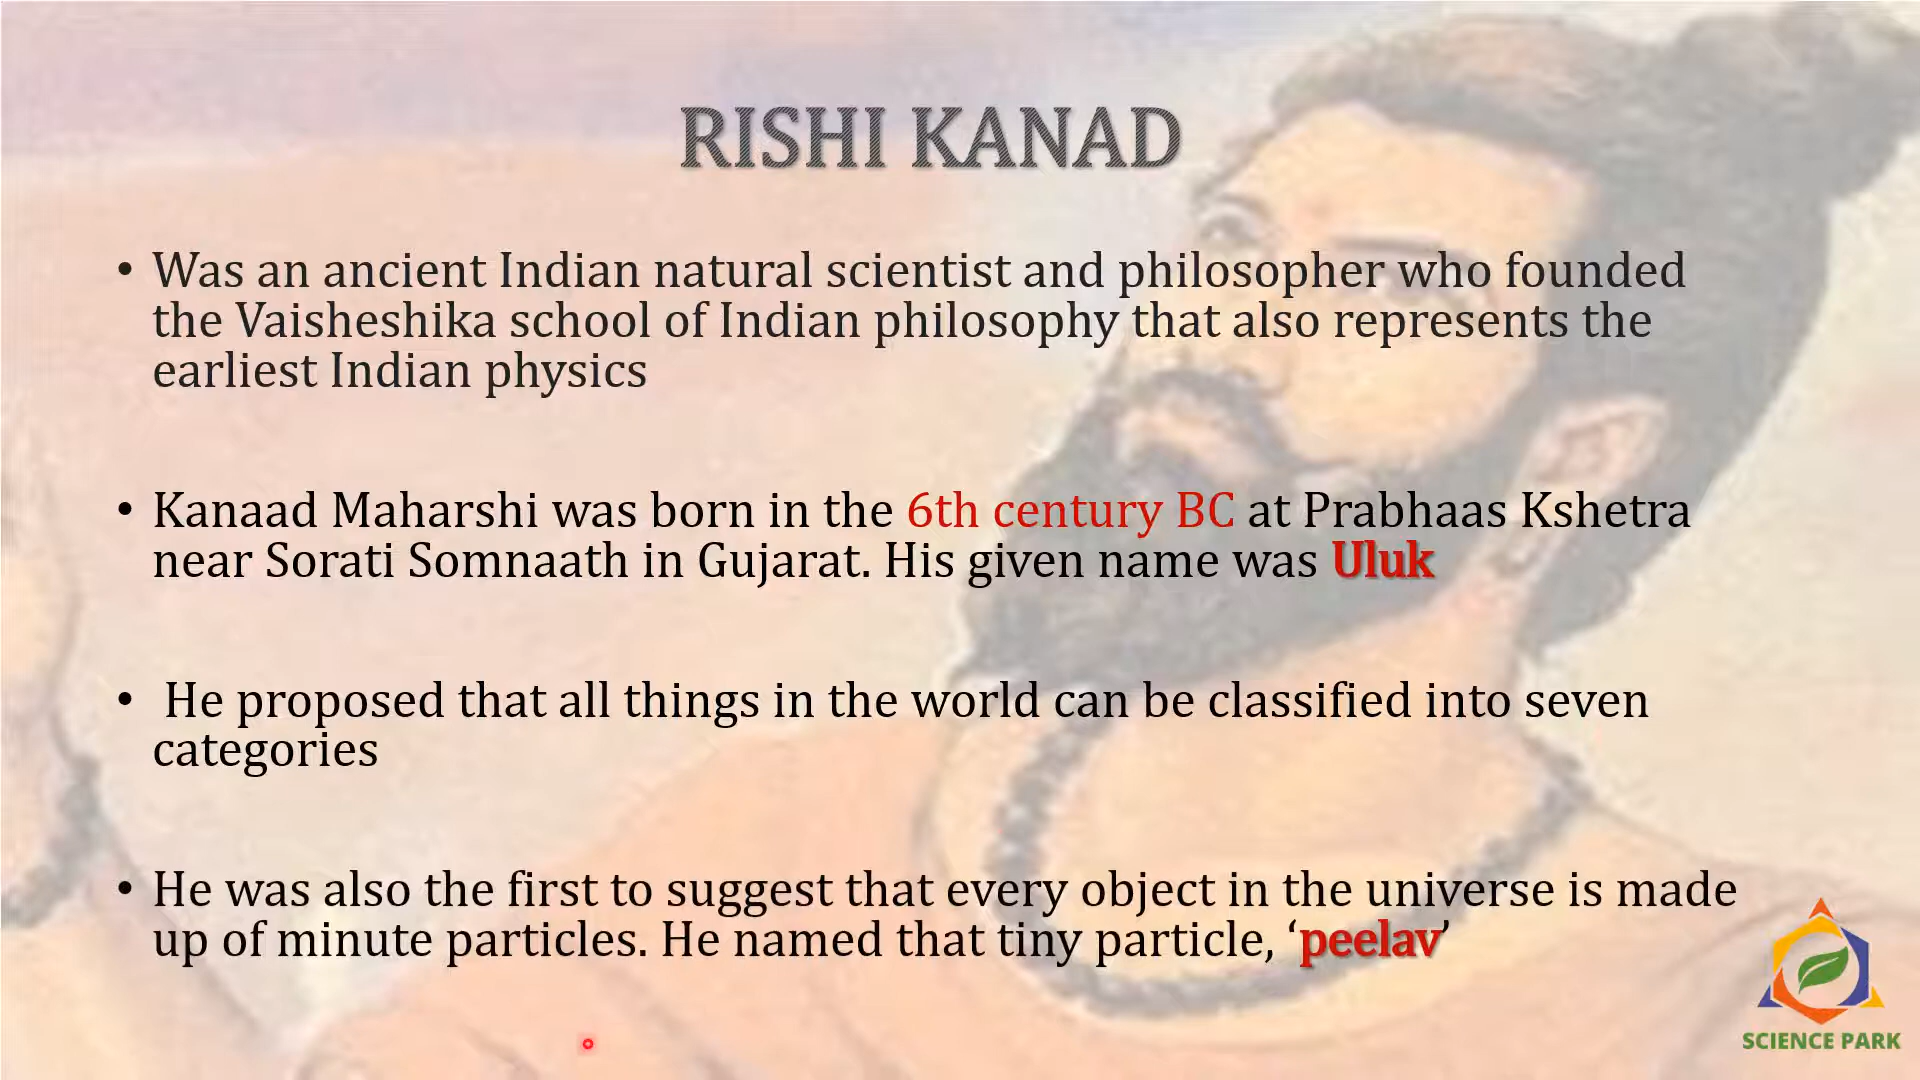 RISHI KANAD
• Was an ancient Indian natural scientist and philosopher who founded
the Vaisheshika school of Indian philosophy that also represents the
earliest Indian physics
• Kanaad Maharshi was born in the 6th century BC at Prabhaas Kshetra
near Sorati Somnaath in Gujarat. His given name was Uluk
• He proposed that all things in the world can be classified into seven
categories
• He was also the first to suggest that every object in the universe is made
up of minute particles. He named that tiny particle, ‘peelav’
SCIENCE PARK